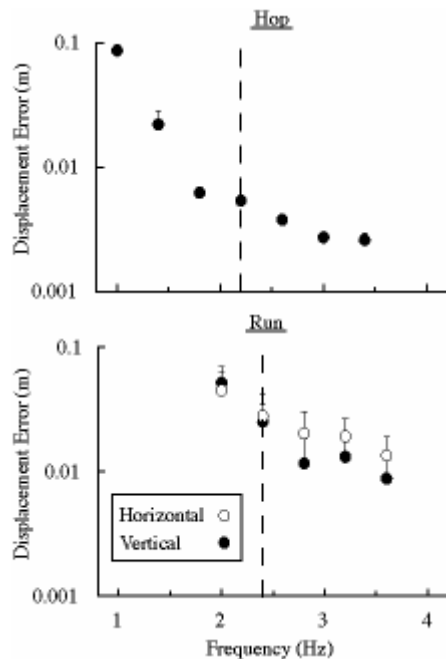 Hop
0.1
0.01
0.001
Displacement Error (m)
Run
0.1
0.01
0.001
Displacement Error (m)
Horizontal
Vertical
1 2 3 4
Frequency (Hz)